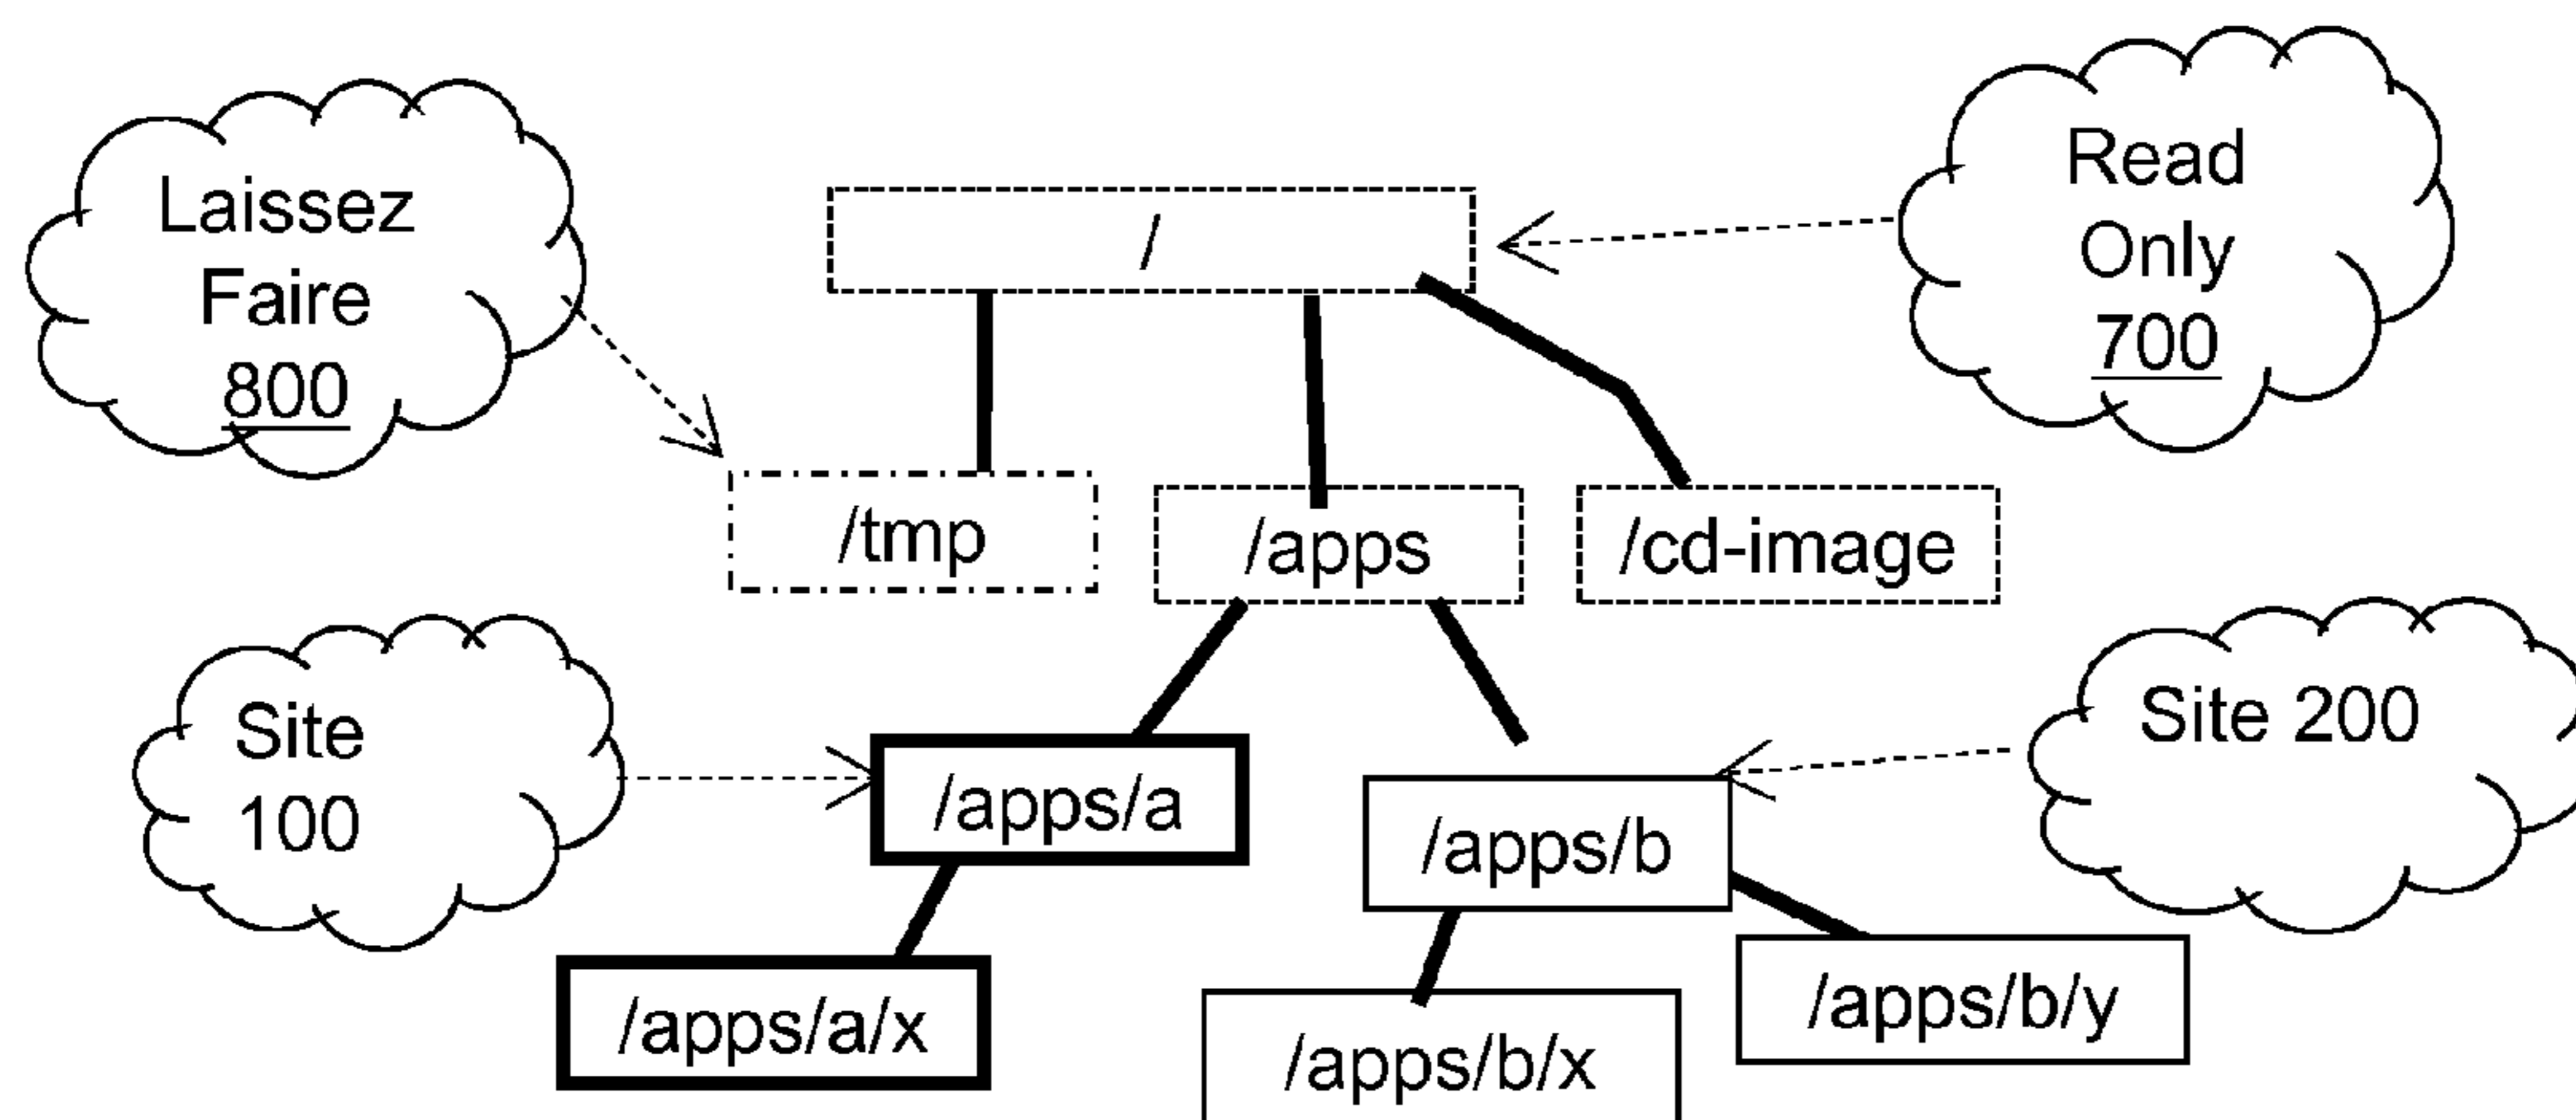 Laissez
Faire
800
/
Read
Only
700
/tmp
/apps
/cd-image
Site
100
/apps/a
/apps/b
Site 200
/apps/a/x
/apps/b/x
/apps/b/y